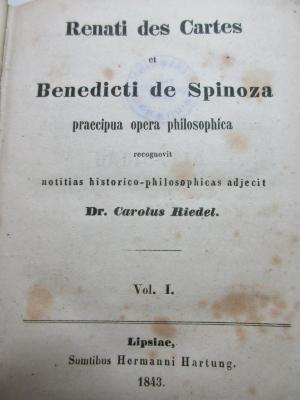 Renati des Cartes
et
Benedicti de Spinoza
praecipua opera philosophica
recognovit
notitias historico-philosophicas adjecit
Dr. Carolus Riedel.
Vol. I.
Lipsiae,
Sumtibus Hermanni Hartung.
1843.